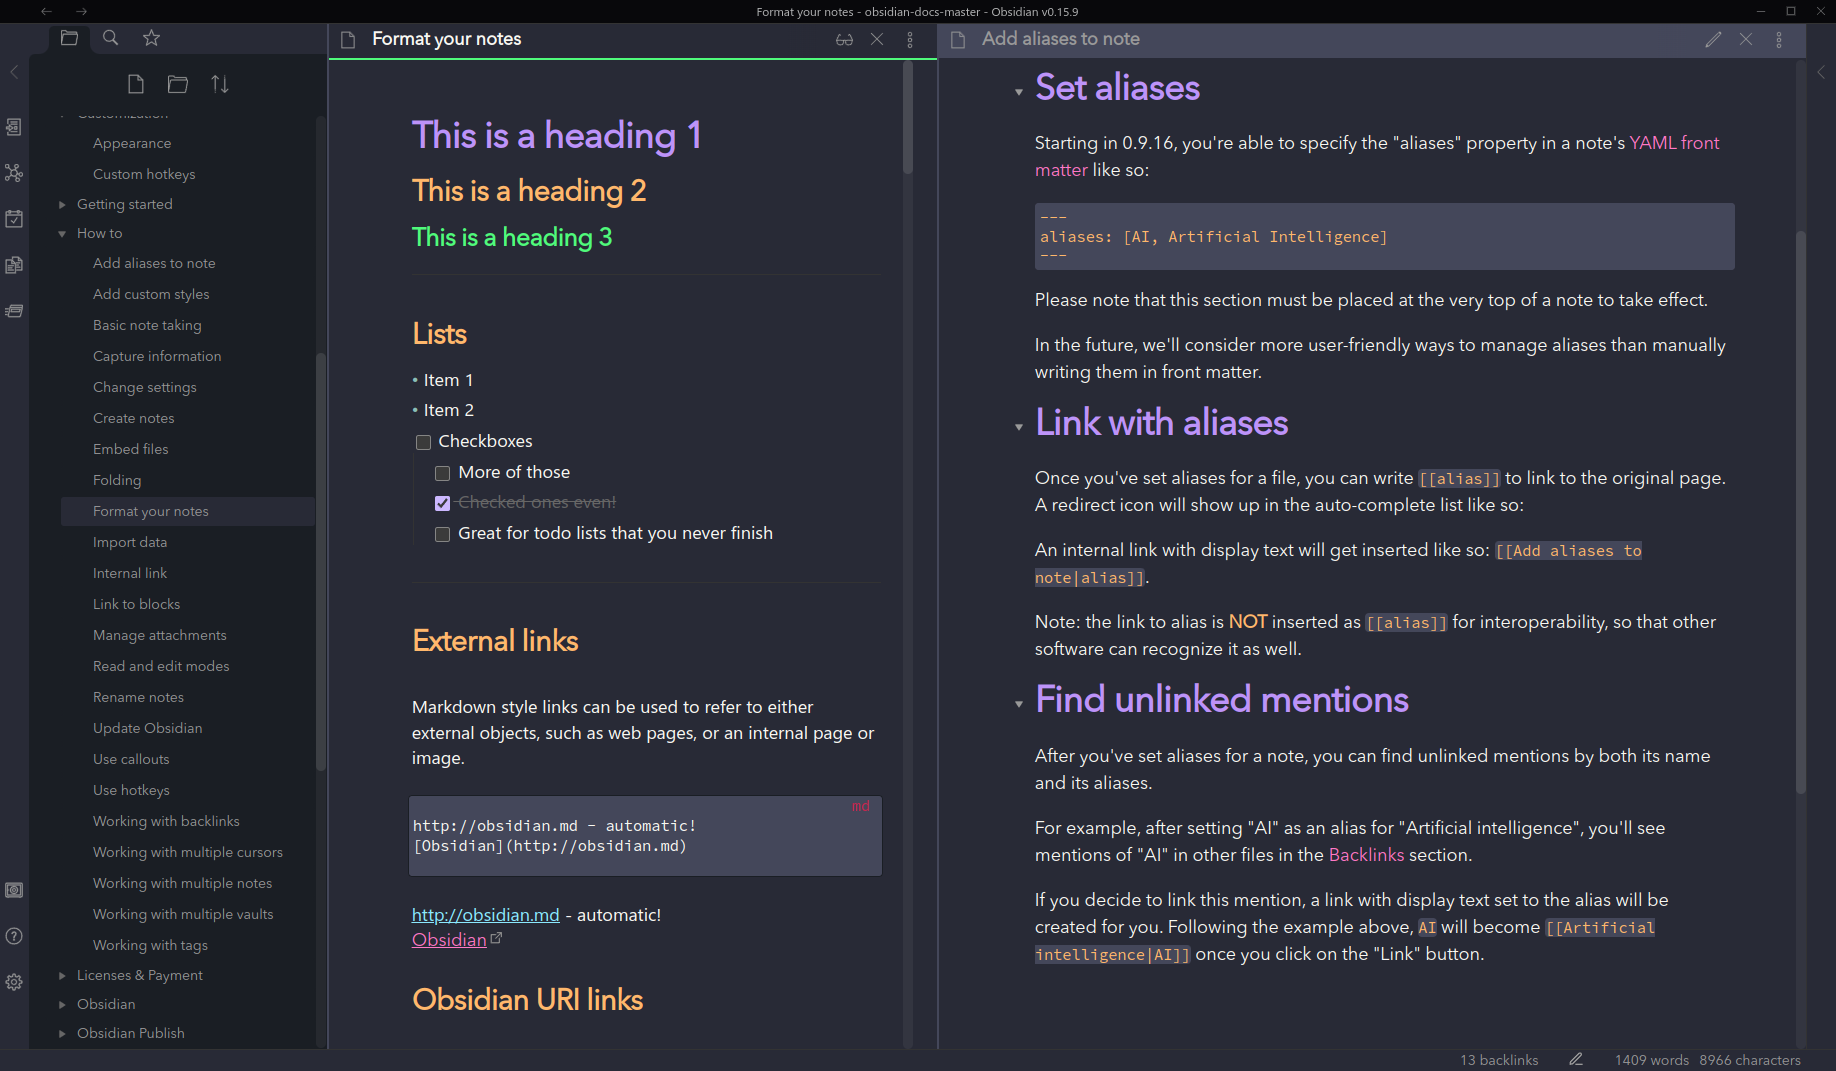 Format your notes - obsidian-docs-master - Obsidian v0.15.9
Customization
Appearance
Custom hotkeys
Getting started
How to
Add aliases to note
Add custom styles
Basic note taking
Capture information
Change settings
Create notes
Embed files
Folding
Format your notes
Import data
Internal link
Link to blocks
Manage attachments
Read and edit modes
Rename notes
Update Obsidian
Use callouts
Use hotkeys
Working with backlinks
Working with multiple cursors
Working with multiple notes
Working with multiple vaults
Working with tags
Licenses & Payment
Obsidian
Obsidian Publish
Format your notes
This is a heading 1
This is a heading 2
This is a heading 3
Lists
• Item 1
• Item 2
Checkboxes
More of those
Checked ones even!
Great for todo lists that you never finish
External links
Markdown style links can be used to refer to either
external objects, such as web pages, or an internal page or
image.
md
http://obsidian.md - automatic!
[Obsidian](http://obsidian.md)
http://obsidian.md - automatic!
Obsidian
Obsidian URI links
Add aliases to note
Set aliases
Starting in 0.9.16, you're able to specify the "aliases" property in a note's YAML front
matter like so:
---
aliases: [AI, Artificial Intelligence]
---
Please note that this section must be placed at the very top of a note to take effect.
In the future, we'll consider more user-friendly ways to manage aliases than manually
writing them in front matter.
Link with aliases
Once you've set aliases for a file, you can write [[alias]] to link to the original page.
A redirect icon will show up in the auto-complete list like so:
An internal link with display text will get inserted like so: [[Add aliases to
note|alias]].
Note: the link to alias is NOT inserted as [[alias]] for interoperability, so that other
software can recognize it as well.
Find unlinked mentions
After you've set aliases for a note, you can find unlinked mentions by both its name
and its aliases.
For example, after setting "AI" as an alias for "Artificial intelligence", you'll see
mentions of "AI" in other files in the Backlinks section.
If you decide to link this mention, a link with display text set to the alias will be
created for you. Following the example above, AI will become [[Artificial
intelligence|AI]] once you click on the "Link" button.
13 backlinks
1409 words 8966 characters